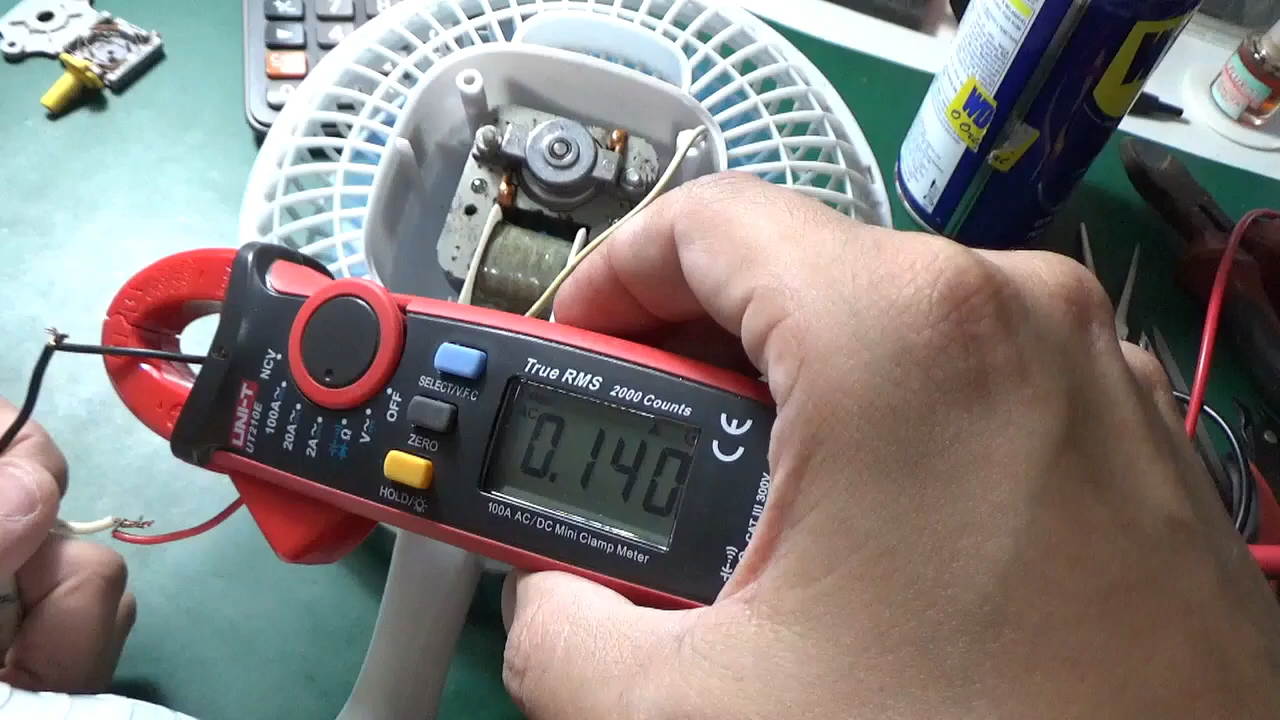 True RMS 2000 Counts
SELECT/V.F.C
ZERO
HOLD/
OFF
V
2A
20A
100A
NCV
UNI-T
UT210E
AC
0.140
A
100A AC/DC Mini Clamp Meter
CE
CAT III 300V